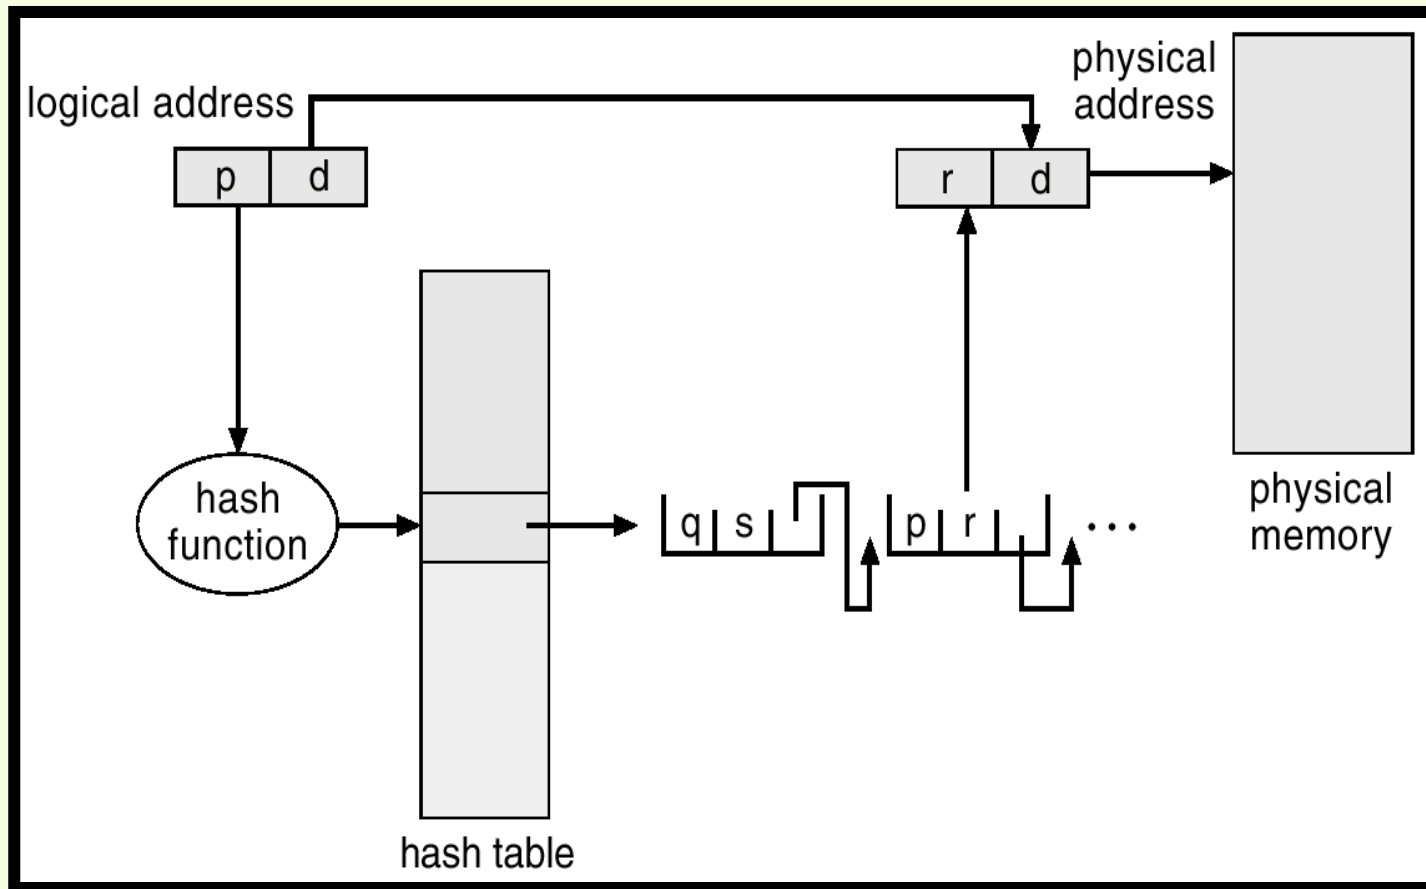 logical address
physical
address
p d
r d
hash
function
q s
p r
...
physical
memory
hash table